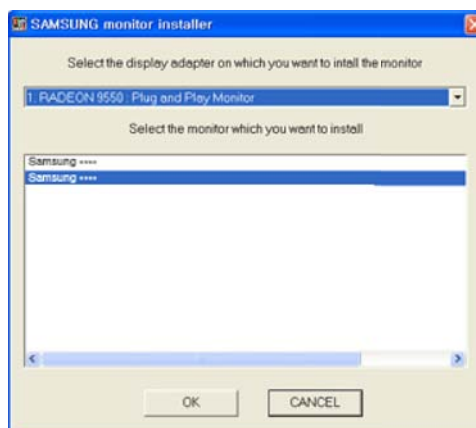 SAMSUNG monitor installer
Select the display adapter on which you want to intall the monitor
1: RADEON 9550 : Plug and Play Monitor
Select the monitor which you want to install
Samsung ••••
Samsung ••••
OK
CANCEL